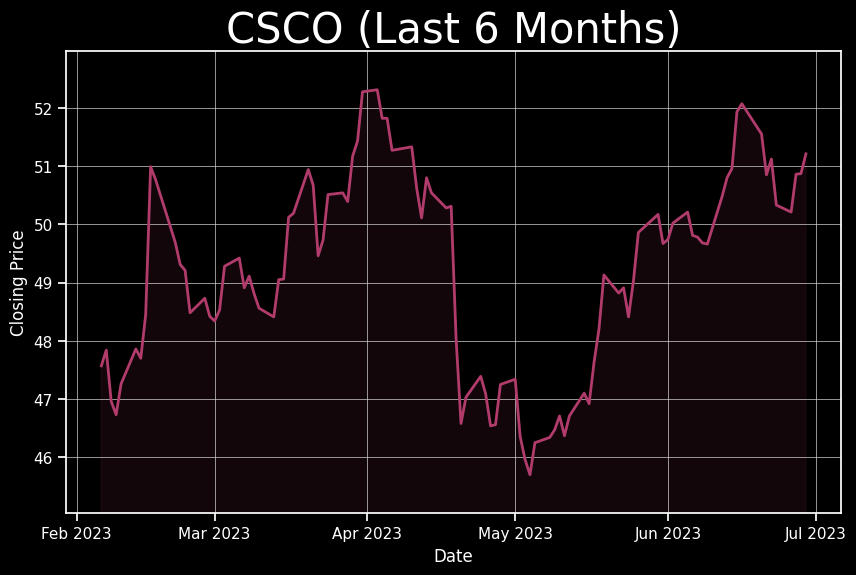 CSCO (Last 6 Months)
Closing Price
52
51
50
49
48
47
46
Feb 2023 Mar 2023 Apr 2023 May 2023 Jun 2023 Jul 2023
Date